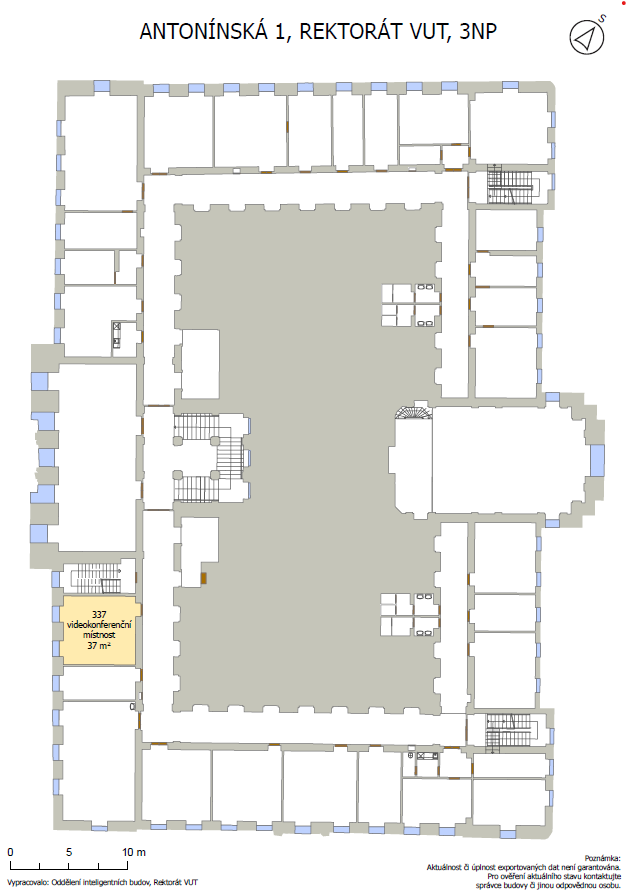 ANTONÍNSKÁ 1, REKTORÁT VUT, 3NP
S
337
videokonferenční
místnost
37 m²
0 5 10 m
Vypracovalo: Oddělení inteligentních budov, Rektorát VUT
Poznámka:
Aktuálnost či úplnost exportovaných dat není garantována.
Pro ověření aktuálního stavu kontaktujte
správce budovy či jinou odpovědnou osobu.